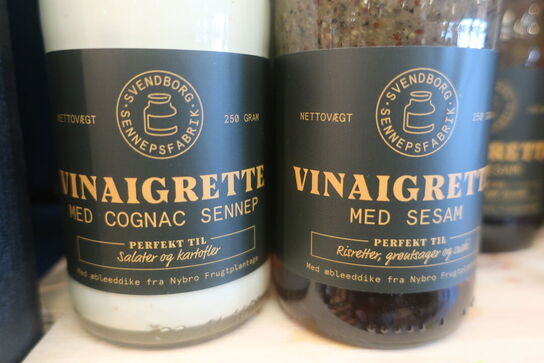 SVENDBORG
SENNEPSFABRIK
NETTOVÆGT
250 GRAM
VINAIGRETTE
MED COGNAC SENNEP
PERFEKT TIL
Salater og kartofler
Med æbleeddike fra Nybro Frugtplantage
SVENDBORG
SENNEPSFABRIK
NETTOVÆGT
250 GRAM
VINAIGRETTE
MED SESAM
PERFEKT TIL
Risretter, grøntsager og sushi
Med æbleeddike fra Nybro Frugtplantage
RETTE
SESAM